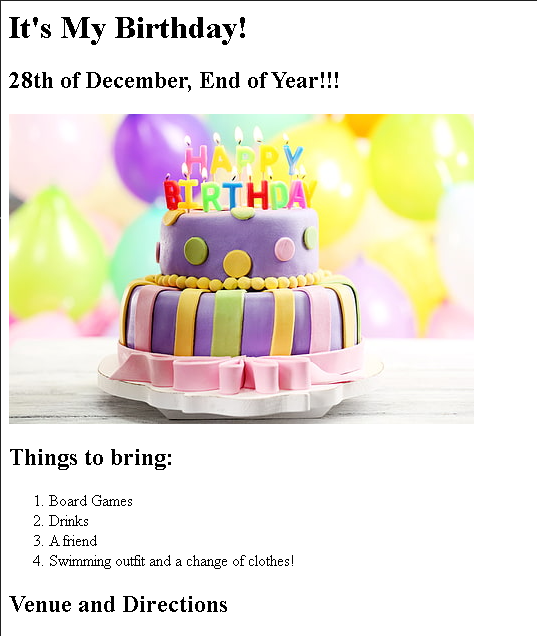 It's My Birthday!
28th of December, End of Year!!!
HAPPY
BIRTHDAY
Things to bring:
1. Board Games
2. Drinks
3. A friend
4. Swimming outfit and a change of clothes!
Venue and Directions